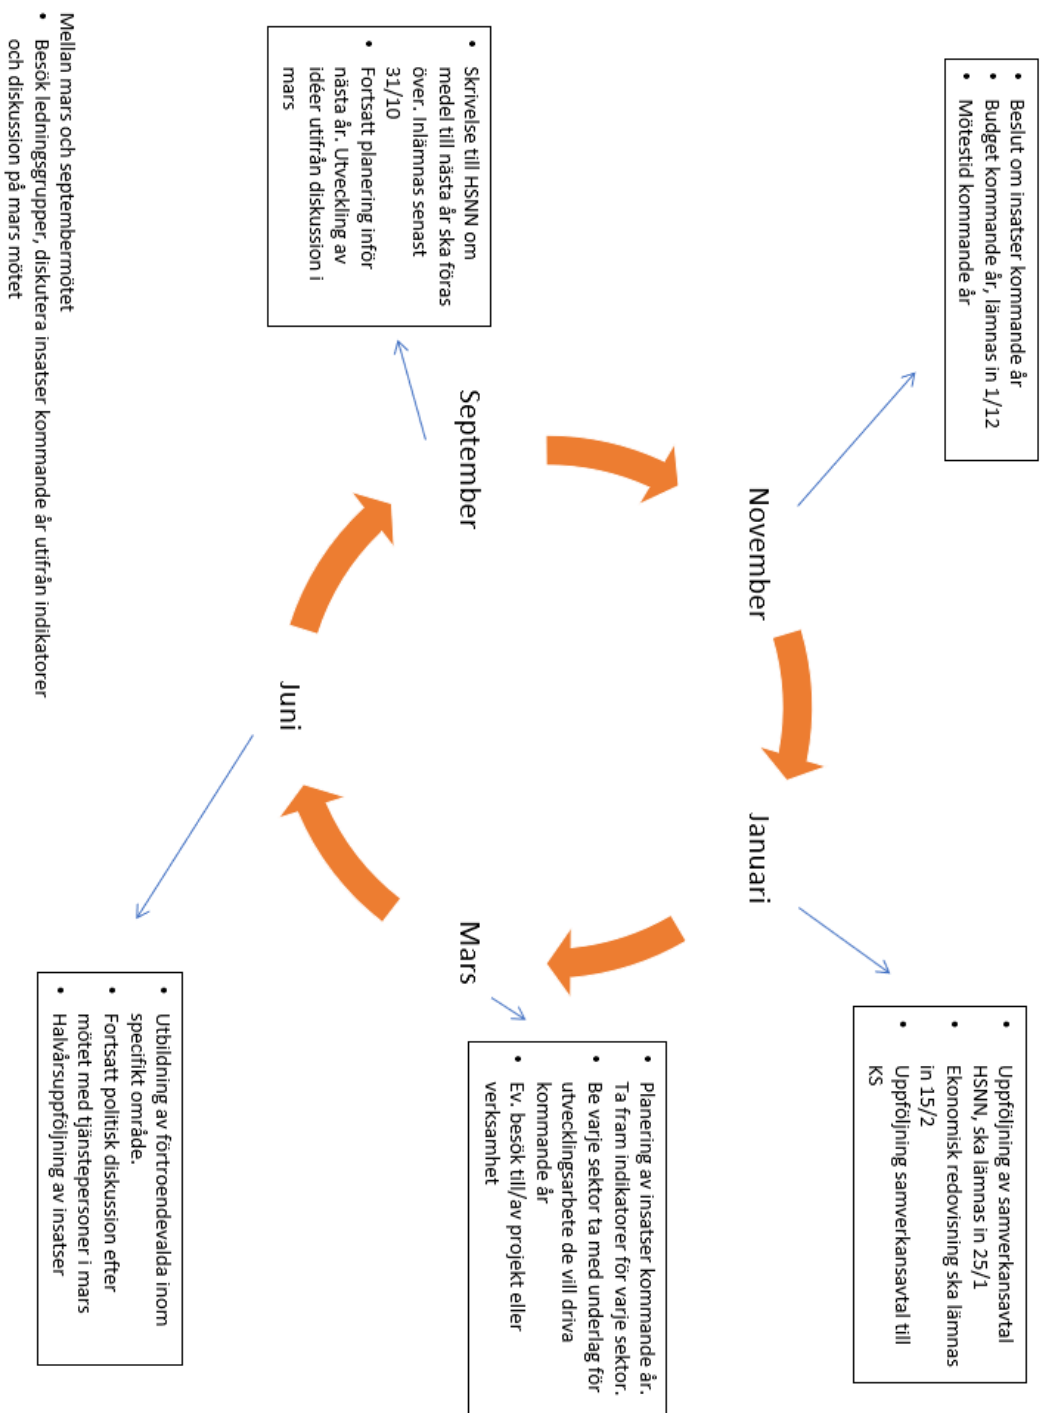 Beslut om insatser kommande år
Budget kommande år, lämnas in 1/12
Mötestid kommande år
November
Januari
Uppföljning av samverkansavtal
HSNN, ska lämnas in 25/1
Ekonomisk redovisning ska lämnas
in 15/2
Uppföljning samverkansavtal till
KS
Skrivelse till HSNN om
medel till nästa år ska föras
över. Inlämnas senast
31/10
Fortsatt planering inför
nästa år. Utveckling av
idéer utifrån diskussion i
mars
September
Mars
Planering av insatser kommande år.
Ta fram indikatorer för varje sektor.
Be varje sektor ta med underlag för
utvecklingsarbete de vill driva
kommande år
Ev. besök till/av projekt eller
verksamhet
Juni
Utbildning av förtroendevalda inom
specifikt område.
Fortsatt politisk diskussion efter
mötet med tjänstepersoner i mars
Halvårsuppföljning av insatser
Mellan mars och septembermötet
Besök ledningsgrupper, diskutera insatser kommande år utifrån indikatorer
och diskussion på mars mötet